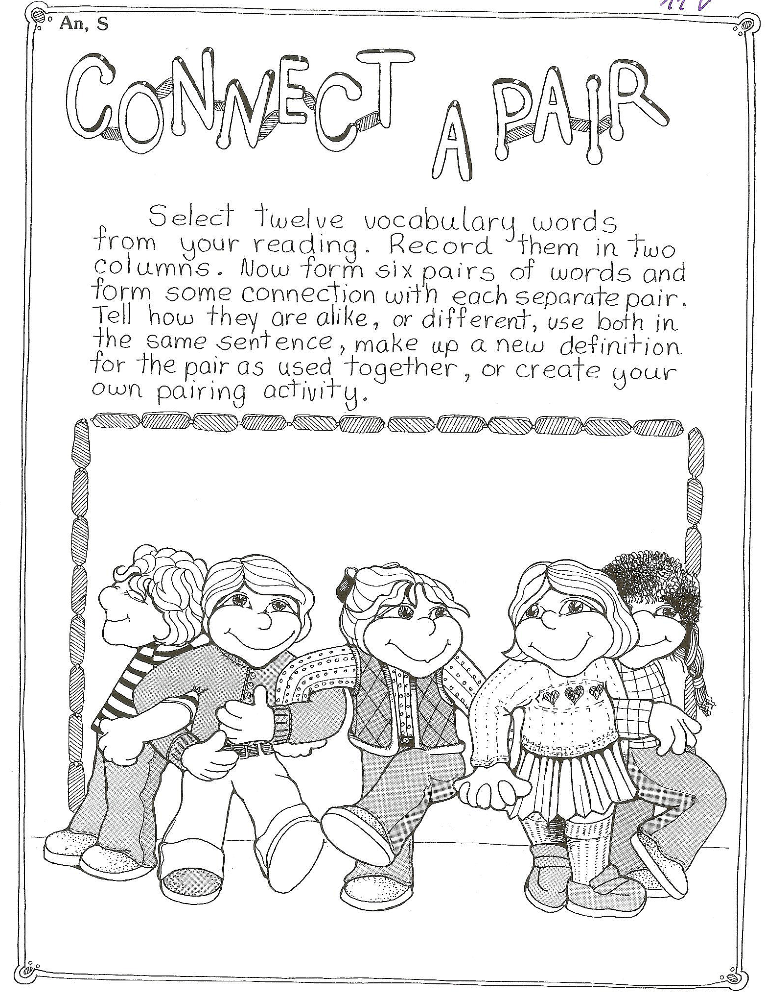 An, S
CONNECT A PAIR
Select twelve vocabulary words
from your reading. Record them in two
columns. Now form six pairs of words and
form some connection with each separate pair.
Tell how they are alike, or different, use both in
the same sentence, make up a new definition
for the pair as used together, or create your
own pairing activity.